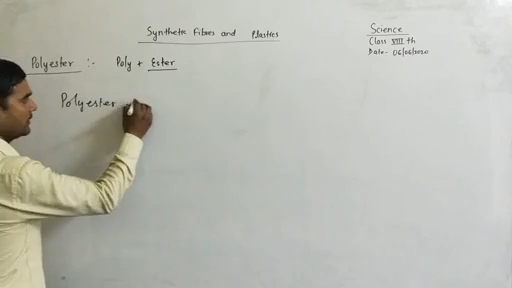 Synthetic Fibres and Plastics
Science
Class VIII th
Date- 06/06/2020
Polyester :- Poly + Ester
Polyester